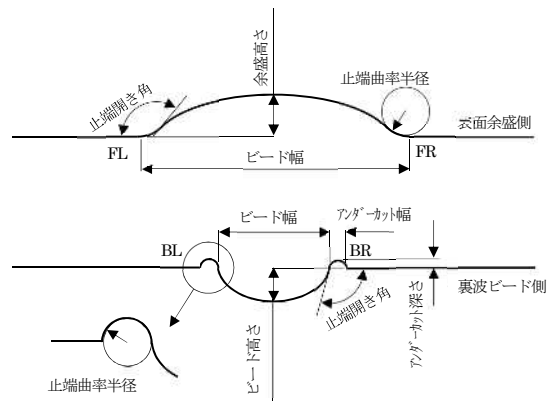 余盛高さ
止端開き角
止端曲率半径
表面余盛側
FL
FR
ビード幅
ビード幅
アンダーカット幅
BL
BR
裏波ビード側
止端開き角
アンダーカット深さ
ビード高さ
止端曲率半径